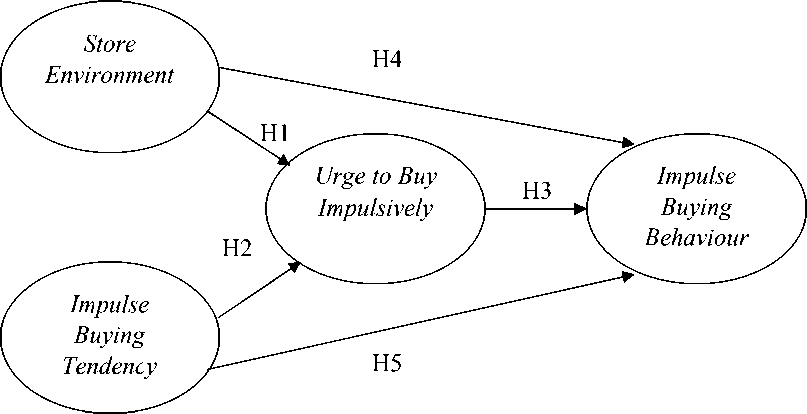 Store
Environment
H4
H1
Urge to Buy
Impulsively
H3
Impulse
Buying
Behaviour
H2
Impulse
Buying
Tendency
H5